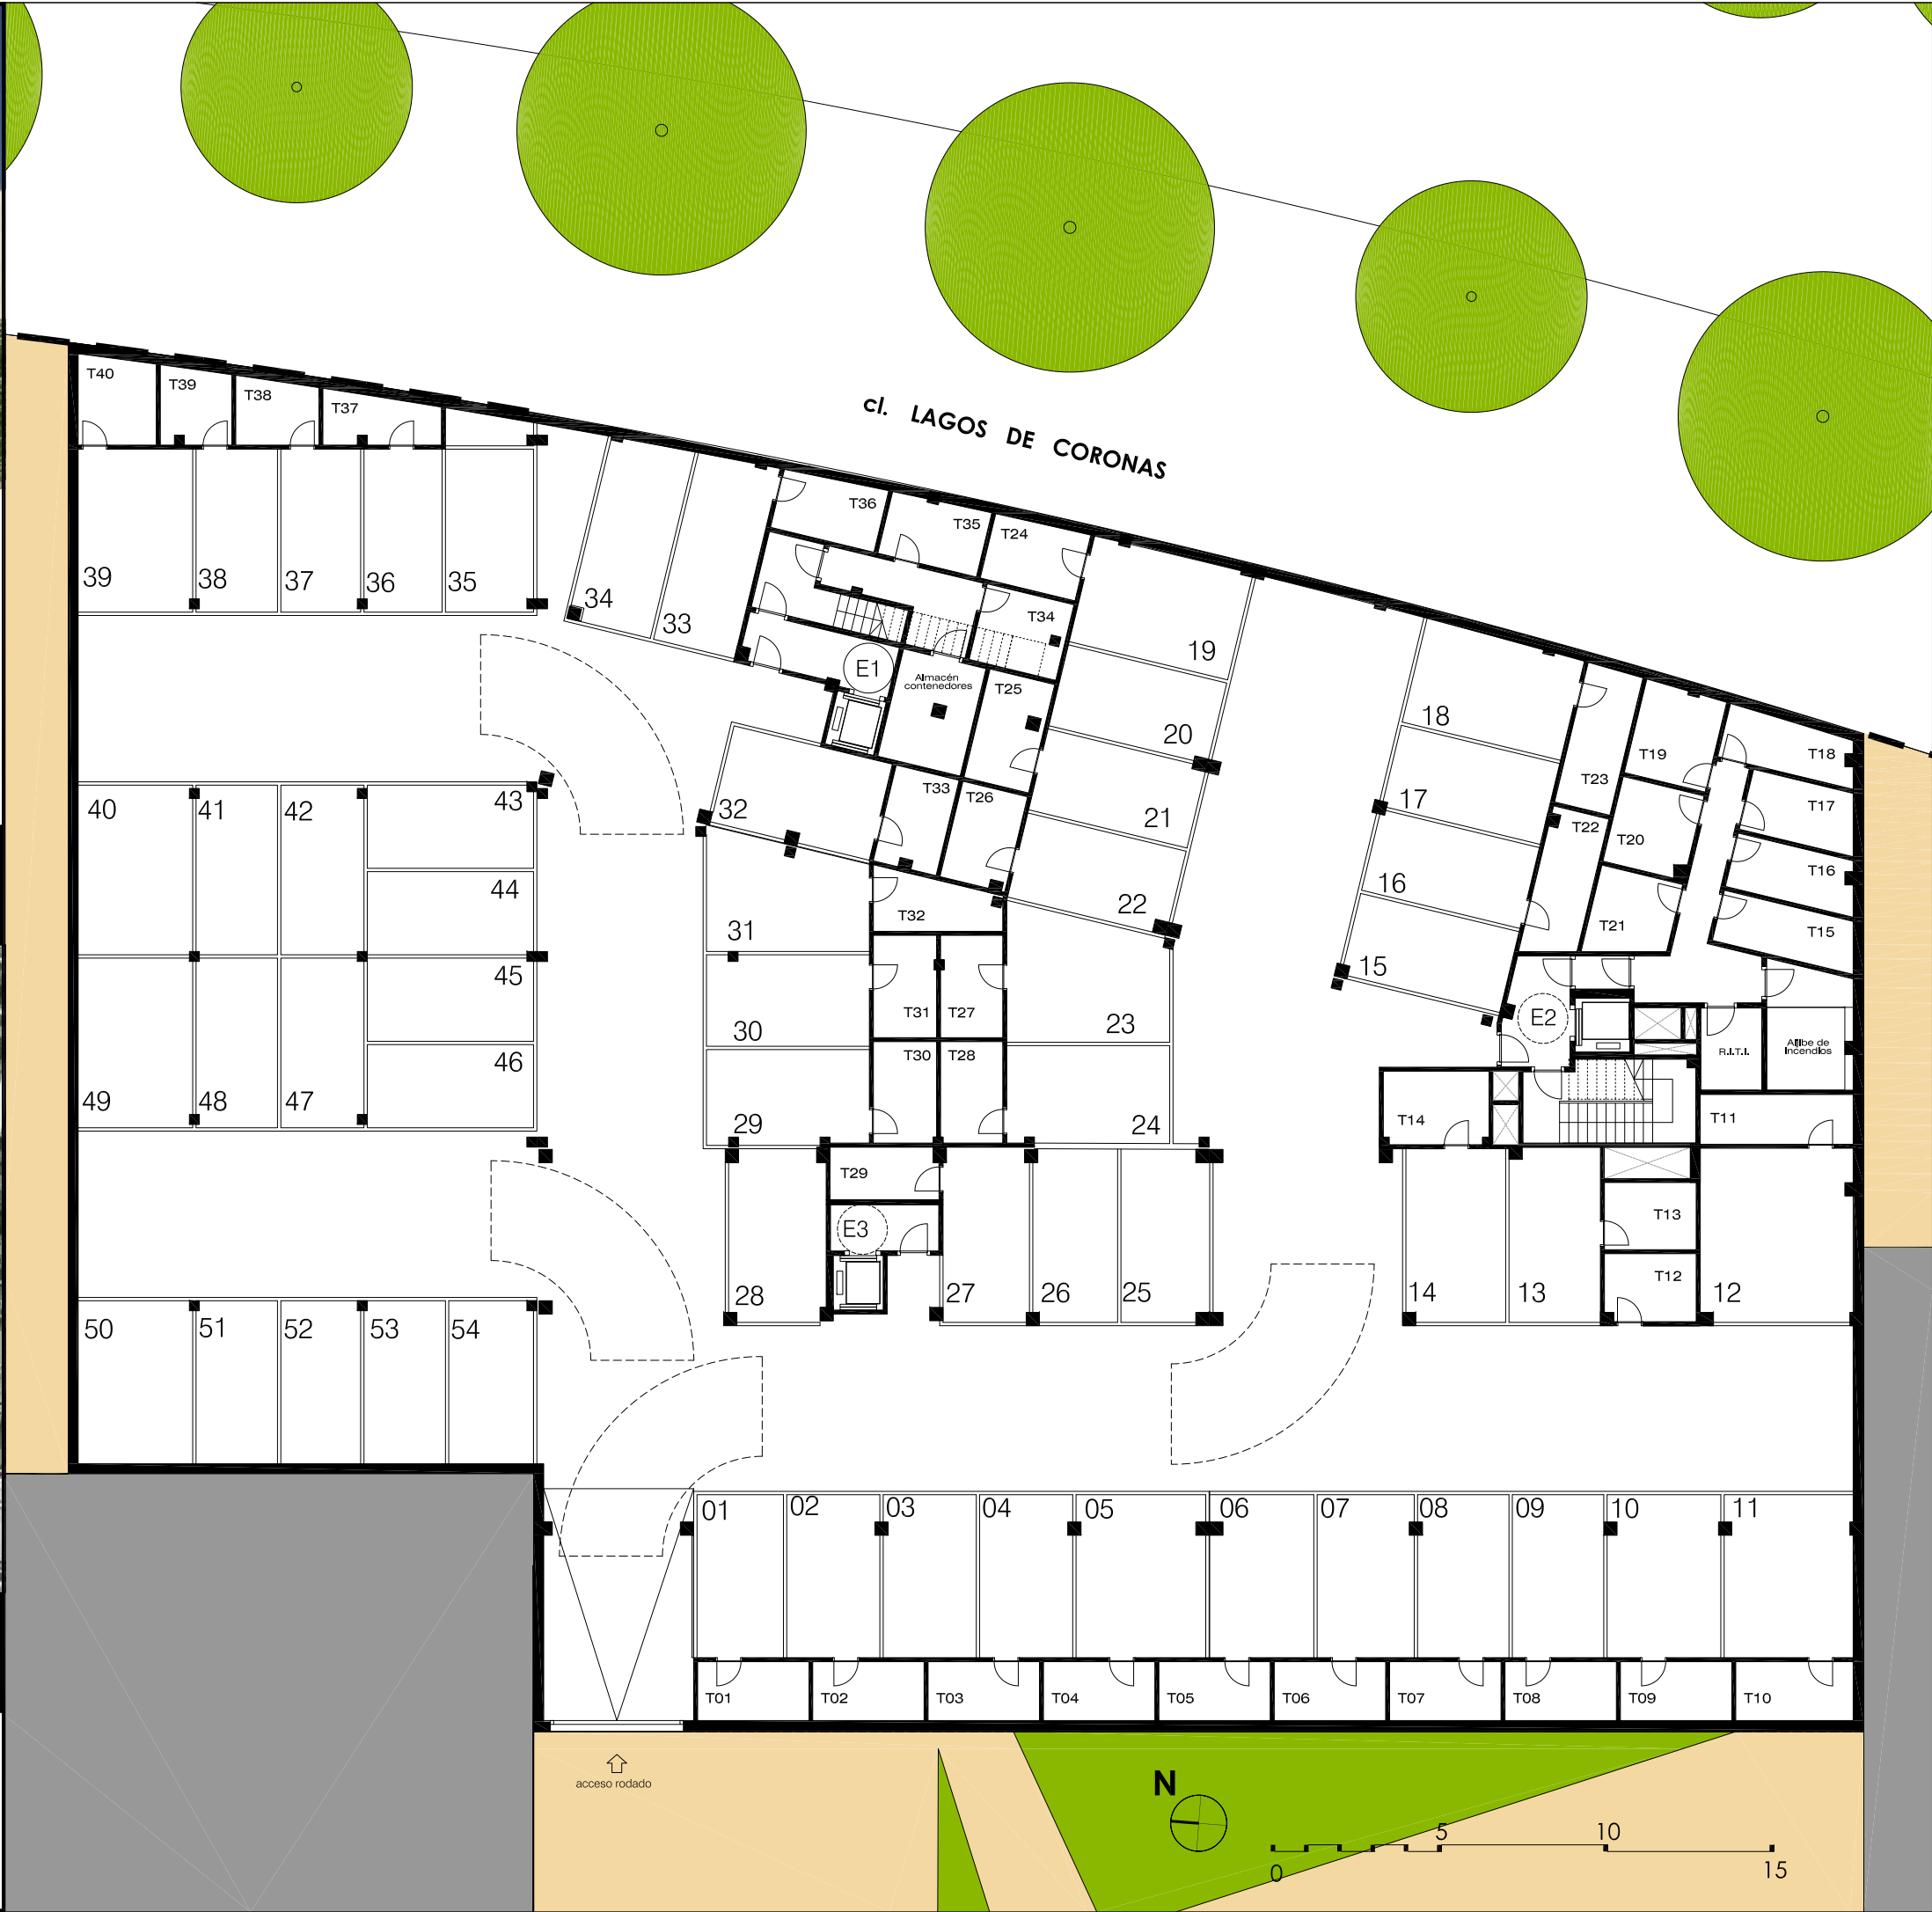 cl. LAGOS DE CORONAS
T40
T39
T38
T37
T36
T35
T24
39
38
37
36
35
34
33
T34
19
E1
Almacén
contenedores
T25
20
18
T19
T18
T23
T33
T26
32
21
17
T22
T20
T17
40
41
42
43
44
T16
16
22
T32
31
T21
T15
15
45
30
T31
T27
23
E2
R.I.T.I.
Aljibe de
Incendios
46
T30
T28
49
48
47
29
24
T14
T11
T29
E3
T13
T12
28
27
26
25
14
13
12
50
51
52
53
54
01
02
03
04
05
06
07
08
09
10
11
T01
T02
T03
T04
T05
T06
T07
T08
T09
T10
acceso rodado
N
5
10
0
15